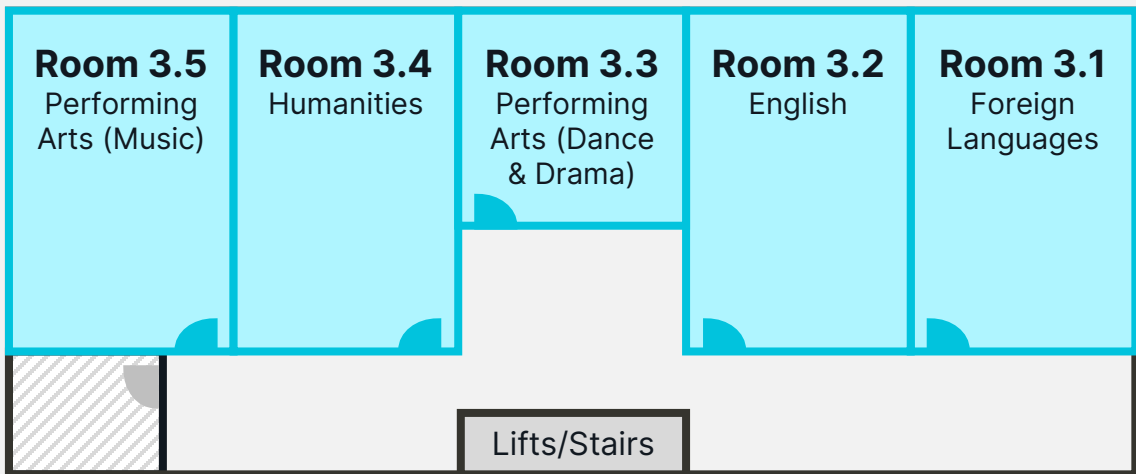 Room 3.5
Performing
Arts (Music)
Room 3.4
Humanities
Room 3.3
Performing
Arts (Dance
& Drama)
Room 3.2
English
Room 3.1
Foreign
Languages
Lifts/Stairs